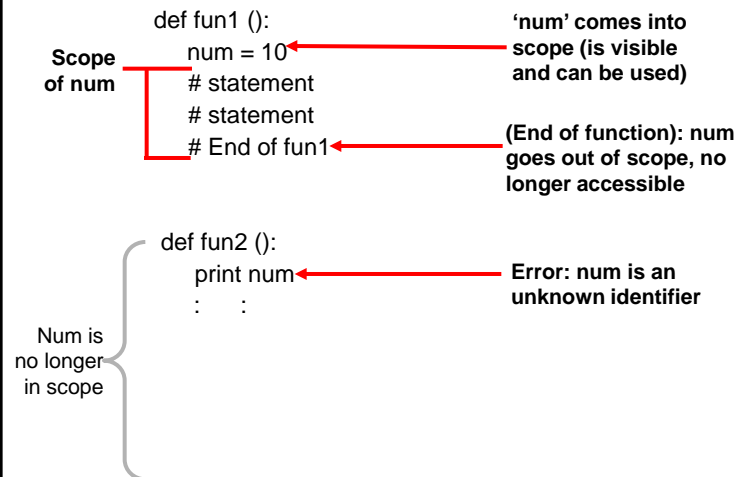 def fun1 ():
num = 10
# statement
# statement
# End of fun1
Scope
of num
‘num’ comes into
scope (is visible
and can be used)
(End of function): num
goes out of scope, no
longer accessible
def fun2 ():
print num
: :
Error: num is an
unknown identifier
Num is
no longer
in scope